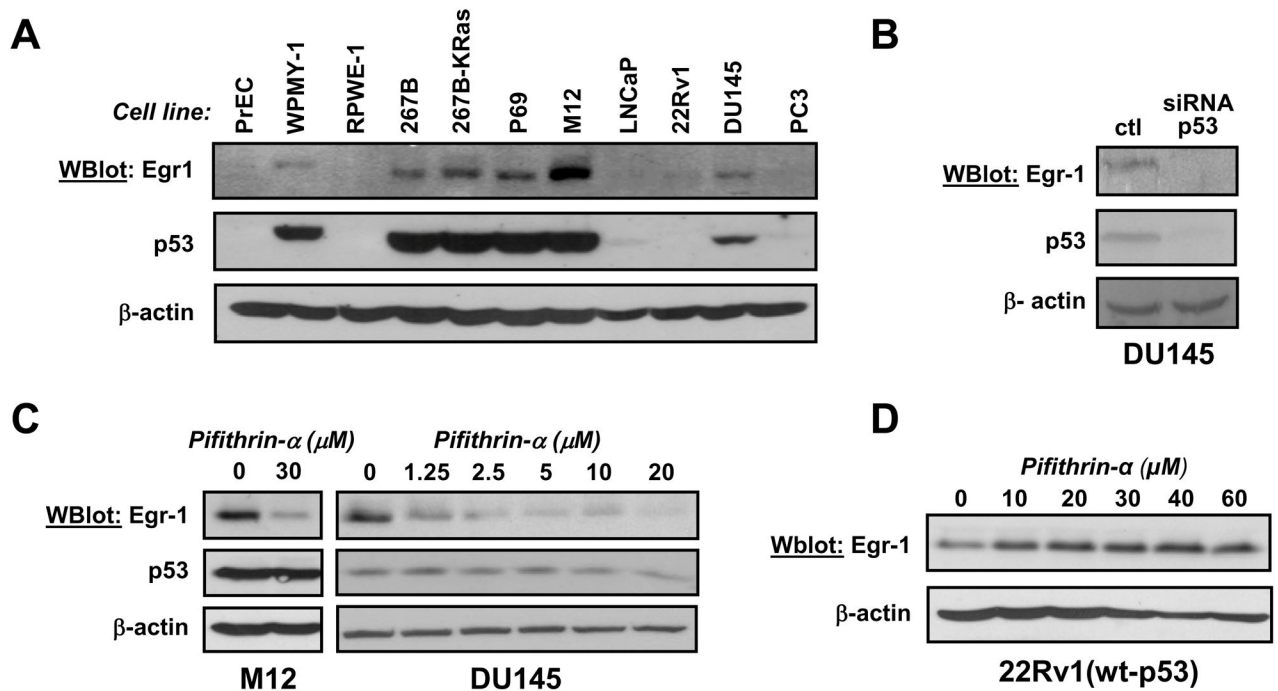 A
Cell line:
PrEC
WPMY-1
RPWE-1
267B
267B-KRas
P69
M12
LNCaP
22Rv1
DU145
PC3
WBlot: Egr1
p53
β-actin
B
ctl
siRNA
p53
WBlot: Egr-1
p53
β- actin
DU145
C
Pifithrin-α (μM)
0 30
Pifithrin-α (μM)
0 1.25 2.5 5 10 20
WBlot: Egr-1
p53
β-actin
M12
DU145
D
Pifithrin-α (μM)
0 10 20 30 40 60
Wblot: Egr-1
β-actin
22Rv1(wt-p53)